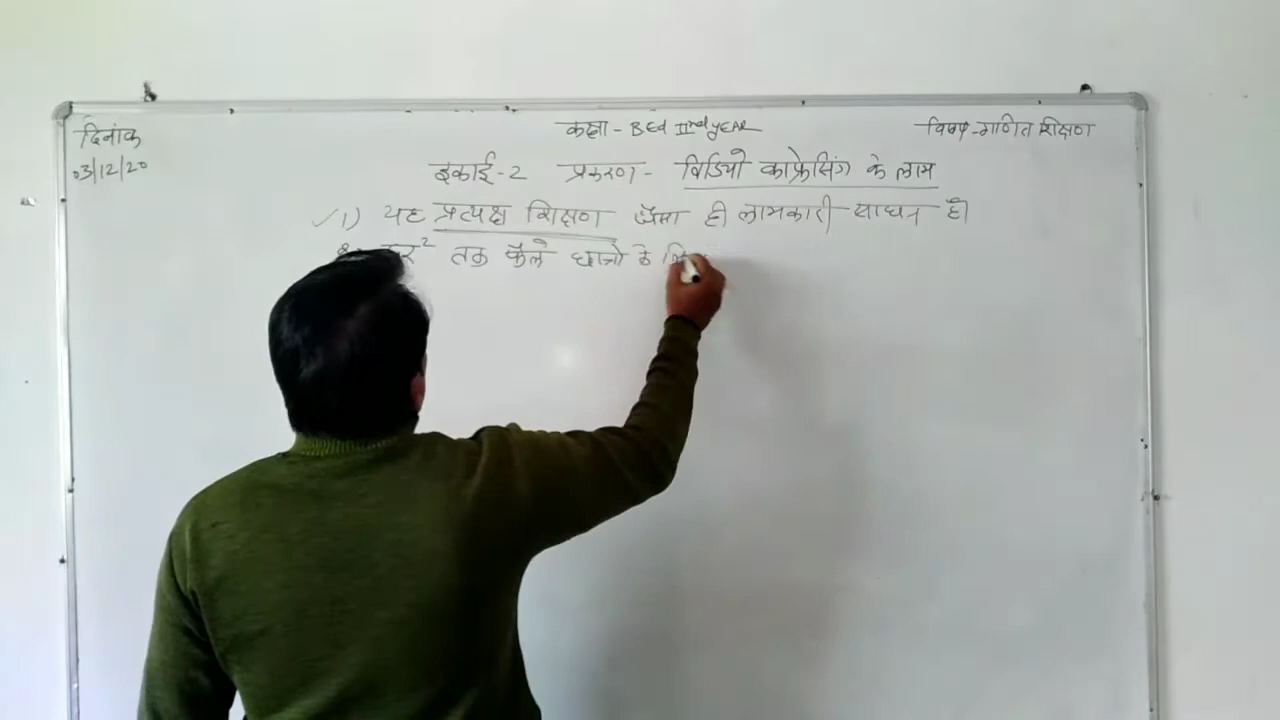 दिनांक
03/12/20
कक्षा - BEd IInd YEAR
विषय - गणित शिक्षण
इकाई-2 प्रकरण - विडियो कांफ्रेसिंग के लाभ
1) यह प्रत्यक्ष शिक्षण जैसा ही लाभकारी साधन है।
तक फैले छात्रो के